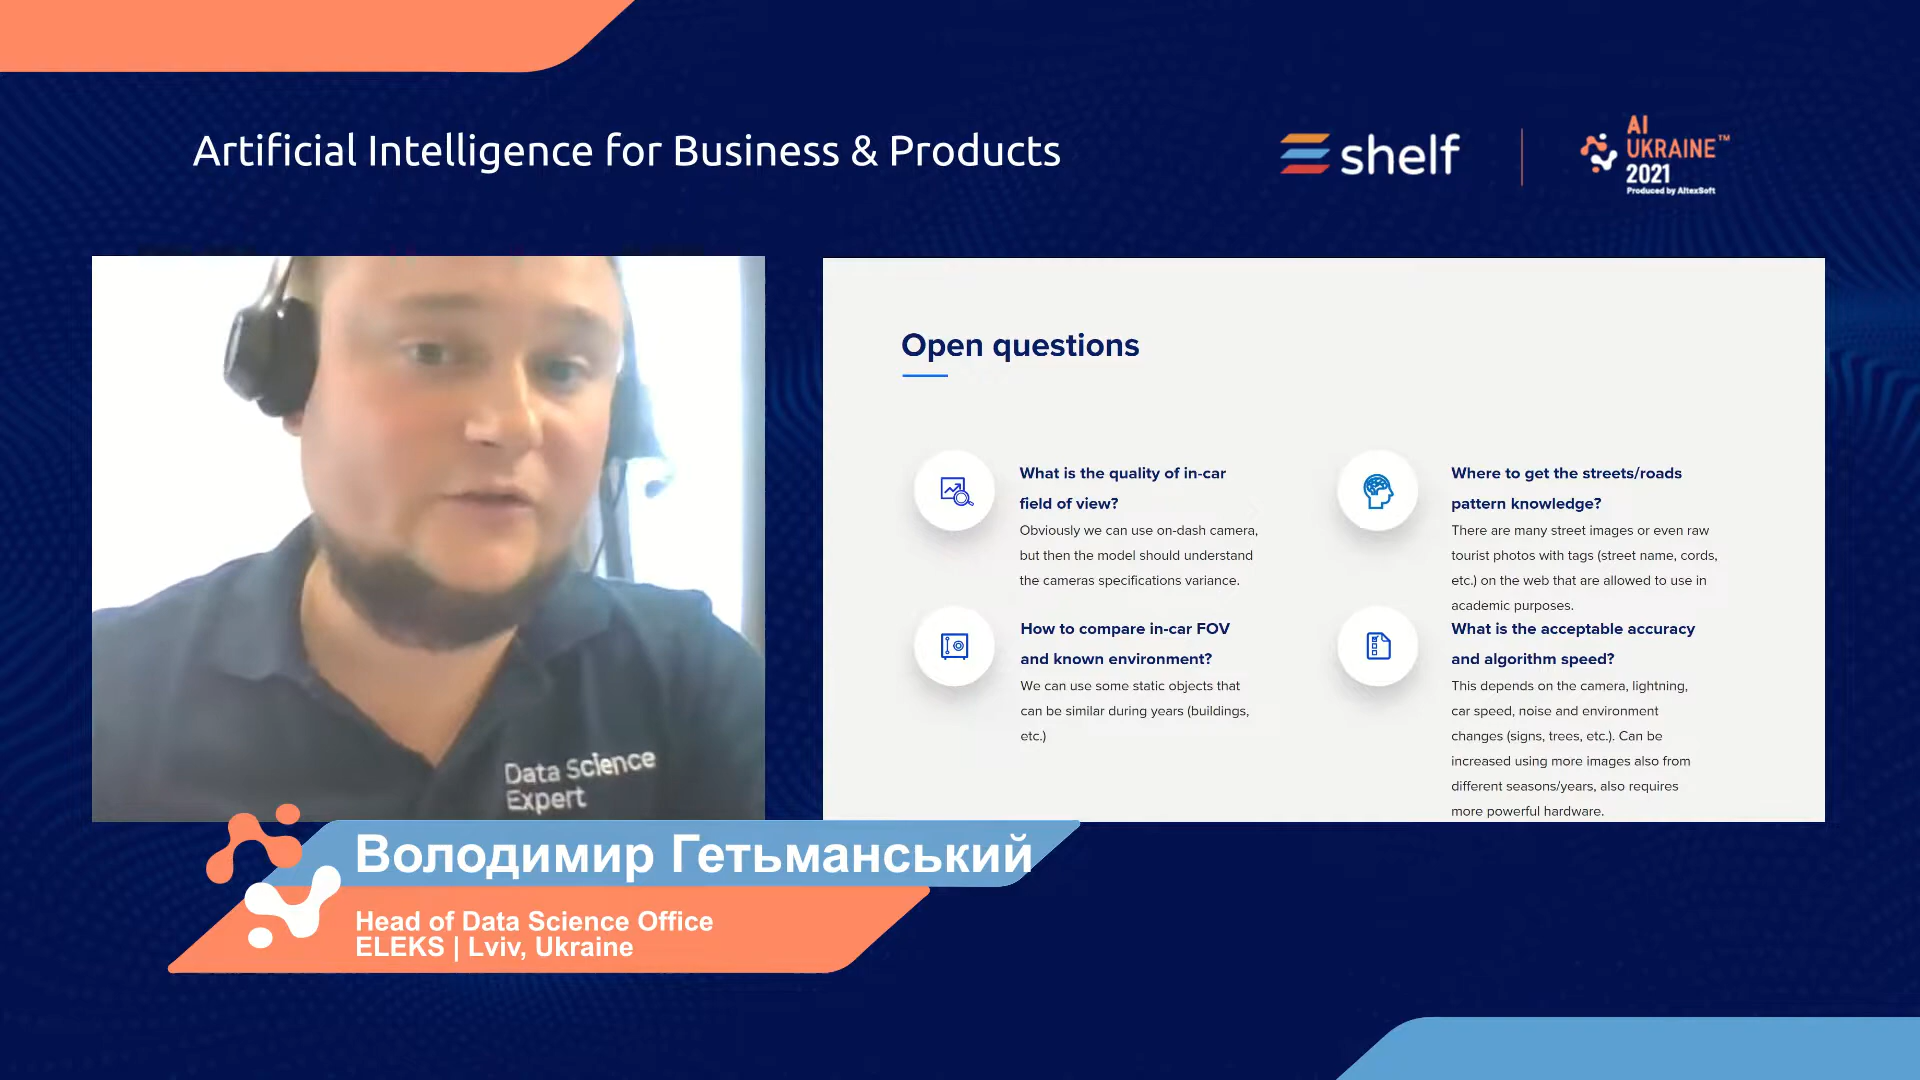 Artificial Intelligence for Business & Products
shelf
AI
UKRAINE™
2021
Produced by AltexSoft
Open questions
What is the quality of in-car
field of view?
Obviously we can use on-dash camera,
but then the model should understand
the cameras specifications variance.
Where to get the streets/roads
pattern knowledge?
There are many street images or even raw
tourist photos with tags (street name, cords,
etc.) on the web that are allowed to use in
academic purposes.
How to compare in-car FOV
and known environment?
We can use some static objects that
can be similar during years (buildings,
etc.)
What is the acceptable accuracy
and algorithm speed?
This depends on the camera, lightning,
car speed, noise and environment
changes (signs, trees, etc.). Can be
increased using more images also from
different seasons/years, also requires
more powerful hardware.
Data Science
Expert
Володимир Гетьманський
Head of Data Science Office
ELEKS | Lviv, Ukraine